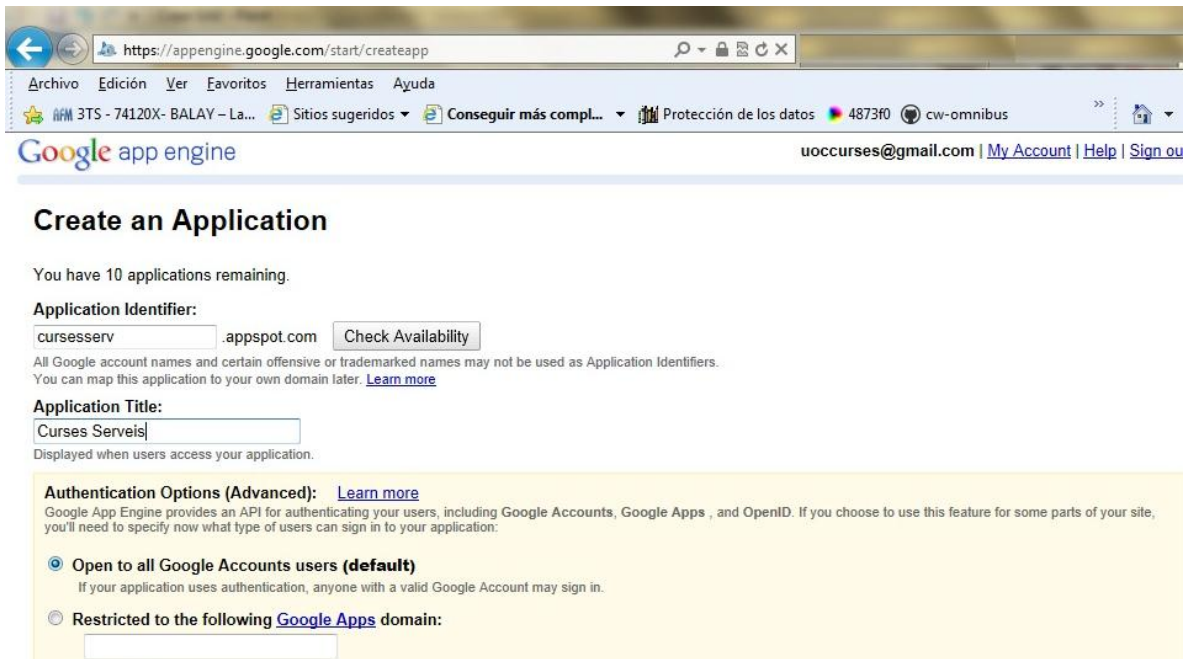 https://appengine.google.com/start/createapp
Archivo Edición Ver Favoritos Herramientas Ayuda
3TS - 74120X- BALAY – La... Sitios sugeridos Conseguir más compl... Protección de los datos 4873f0 cw-omnibus »
Google app engine uoccurses@gmail.com | My Account | Help | Sign ou
Create an Application
You have 10 applications remaining.
Application Identifier:
cursesserv .appspot.com Check Availability
All Google account names and certain offensive or trademarked names may not be used as Application Identifiers.
You can map this application to your own domain later. Learn more
Application Title:
Curses Serveis
Displayed when users access your application.
Authentication Options (Advanced): Learn more
Google App Engine provides an API for authenticating your users, including Google Accounts, Google Apps , and OpenID. If you choose to use this feature for some parts of your site,
you'll need to specify now what type of users can sign in to your application:
Open to all Google Accounts users (default)
If your application uses authentication, anyone with a valid Google Account may sign in.
Restricted to the following Google Apps domain: